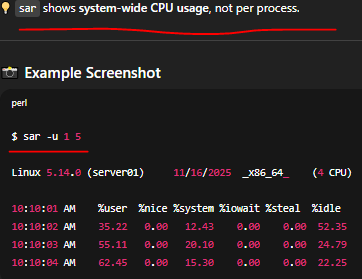 💡 sar shows system-wide CPU usage, not per process.
📷 Example Screenshot
perl
$ sar -u 1 5
Linux 5.14.0 (server01) 11/16/2025 _x86_64_ (4 CPU)
10:10:01 AM %user %nice %system %iowait %steal %idle
10:10:02 AM 35.22 0.00 12.43 0.00 0.00 52.35
10:10:03 AM 55.11 0.00 20.10 0.00 0.00 24.79
10:10:04 AM 62.45 0.00 15.30 0.00 0.00 22.25